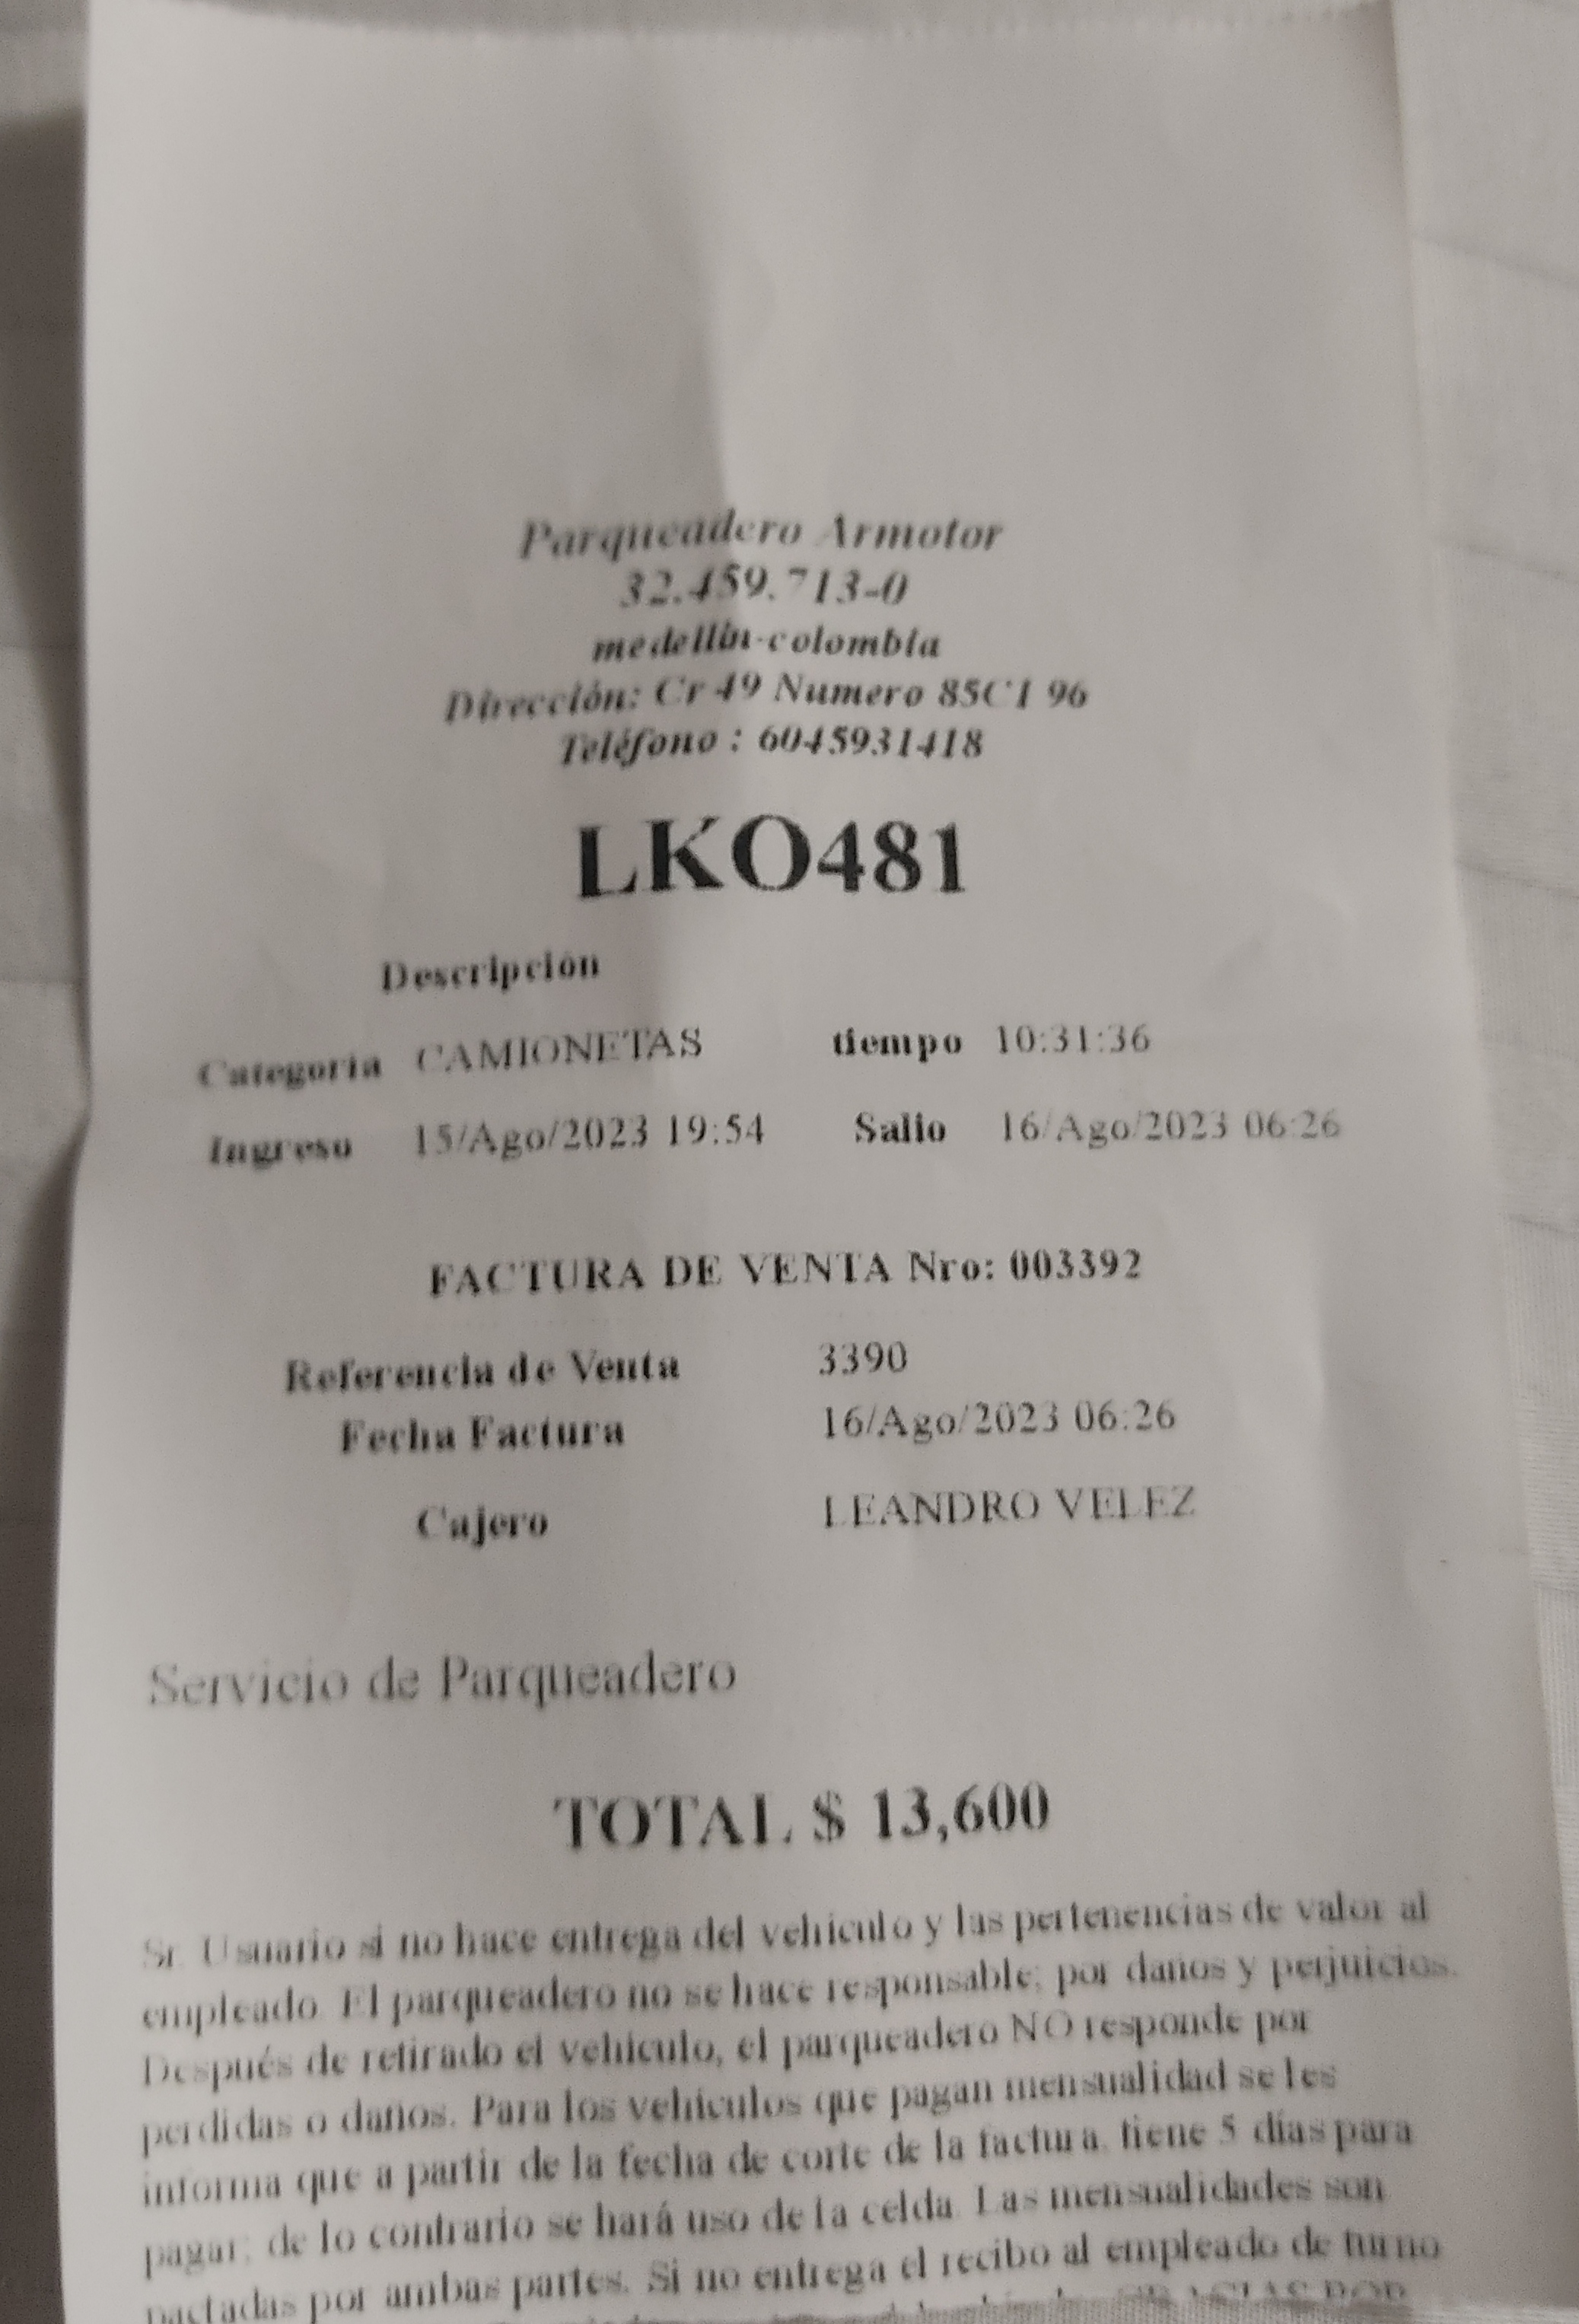 Parqueadero Armotor
32.459.713-0
medellín-colombia
Dirección: Cr 49 Numero 85C1 96
Teléfono : 6045931418
LKO481
Descripción
Categoria CAMIONETAS tiempo 10:31:36
Ingreso 15/Ago/2023 19:54 Salio 16/Ago/2023 06:26
FACTURA DE VENTA Nro: 003392
Referencia de Venta 3390
Fecha Factura 16/Ago/2023 06:26
Cajero LEANDRO VELEZ
Servicio de Parqueadero
TOTAL $ 13,600
Sr. Usuario si no hace entrega del vehículo y las pertenencias de valor al
empleado. El parqueadero no se hace responsable; por daños y perjuicios.
Después de retirado el vehículo, el parqueadero NO responde por
perdidas o daños. Para los vehículos que pagan mensualidad se les
informa que a partir de la fecha de corte de la factura, tiene 5 días para
pagar; de lo contrario se hará uso de la celda. Las mensualidades son
pactadas por ambas partes. Si no entrega el recibo al empleado de turno
GRACIAS POR